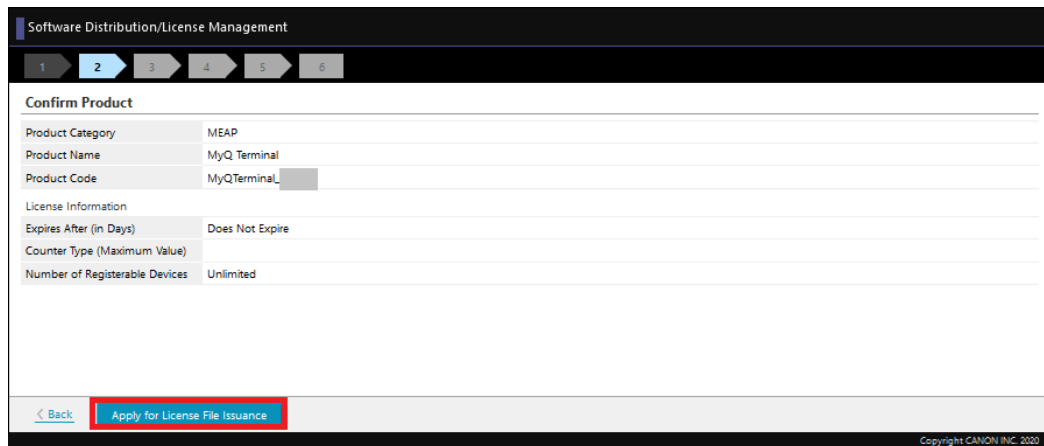 Software Distribution/License Management
1 2 3 4 5 6
Confirm Product
Product Category MEAP
Product Name MyQ Terminal
Product Code MyQTerminal_
License Information
Expires After (in Days) Does Not Expire
Counter Type (Maximum Value)
Number of Registerable Devices Unlimited
< Back Apply for License File Issuance
Copyright CANON INC. 2020